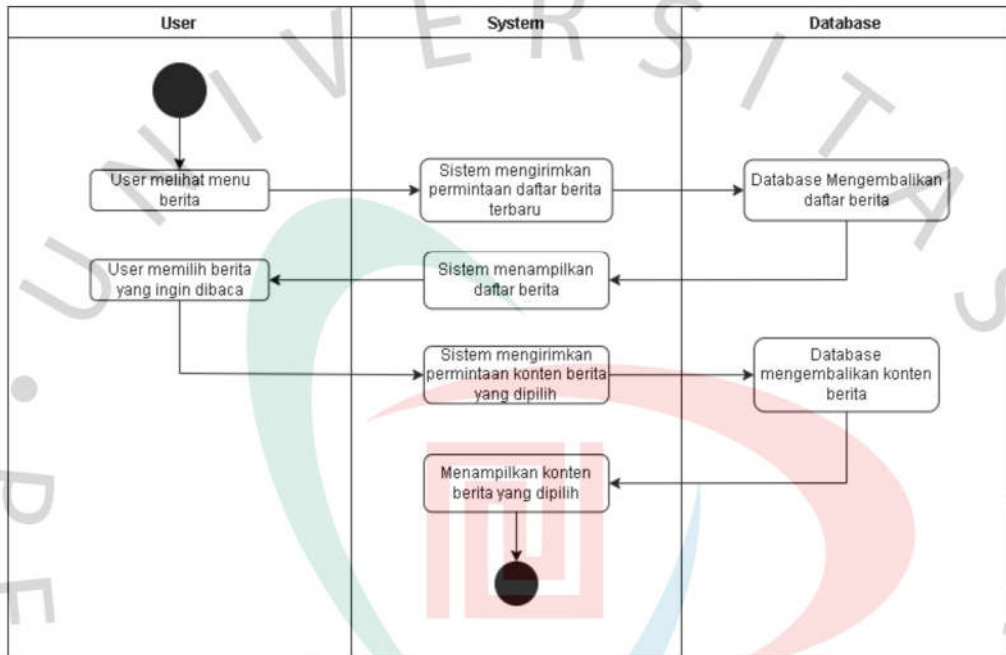 User
System
Database
User melihat menu
berita
Sistem mengirimkan
permintaan daftar berita
terbaru
Database Mengembalikan
daftar berita
User memilih berita
yang ingin dibaca
Sistem menampilkan
daftar berita
Sistem mengirimkan
permintaan konten berita
yang dipilih
Database
mengembalikan konten
berita
Menampilkan konten
berita yang dipilih
UNIVERSITAS
PE